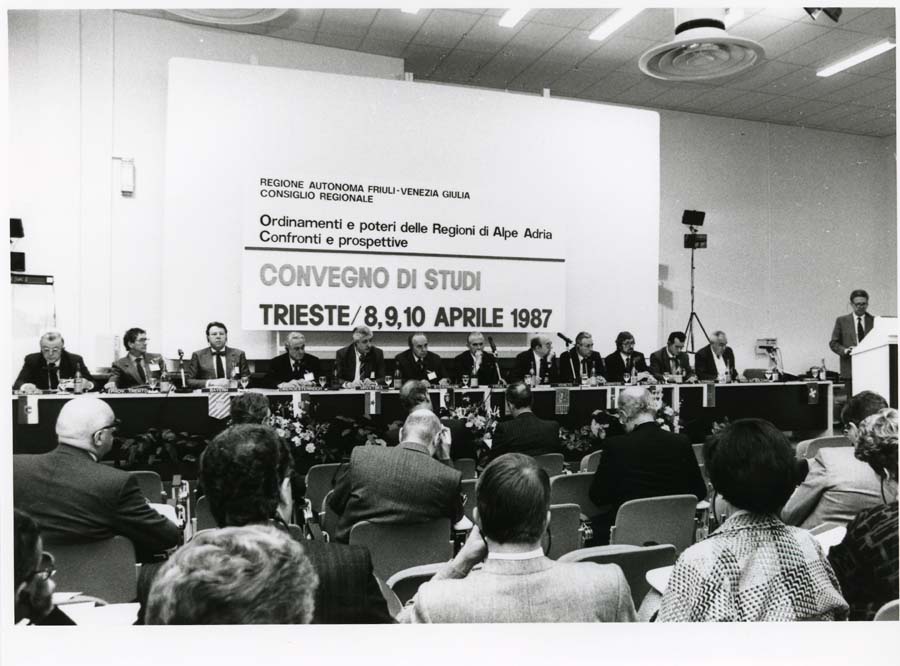 REGIONE AUTONOMA FRIULI-VENEZIA GIULIA
CONSIGLIO REGIONALE
Ordinamenti e poteri delle Regioni di Alpe Adria
Confronti e prospettive
CONVEGNO DI STUDI
TRIESTE/8,9,10 APRILE 1987